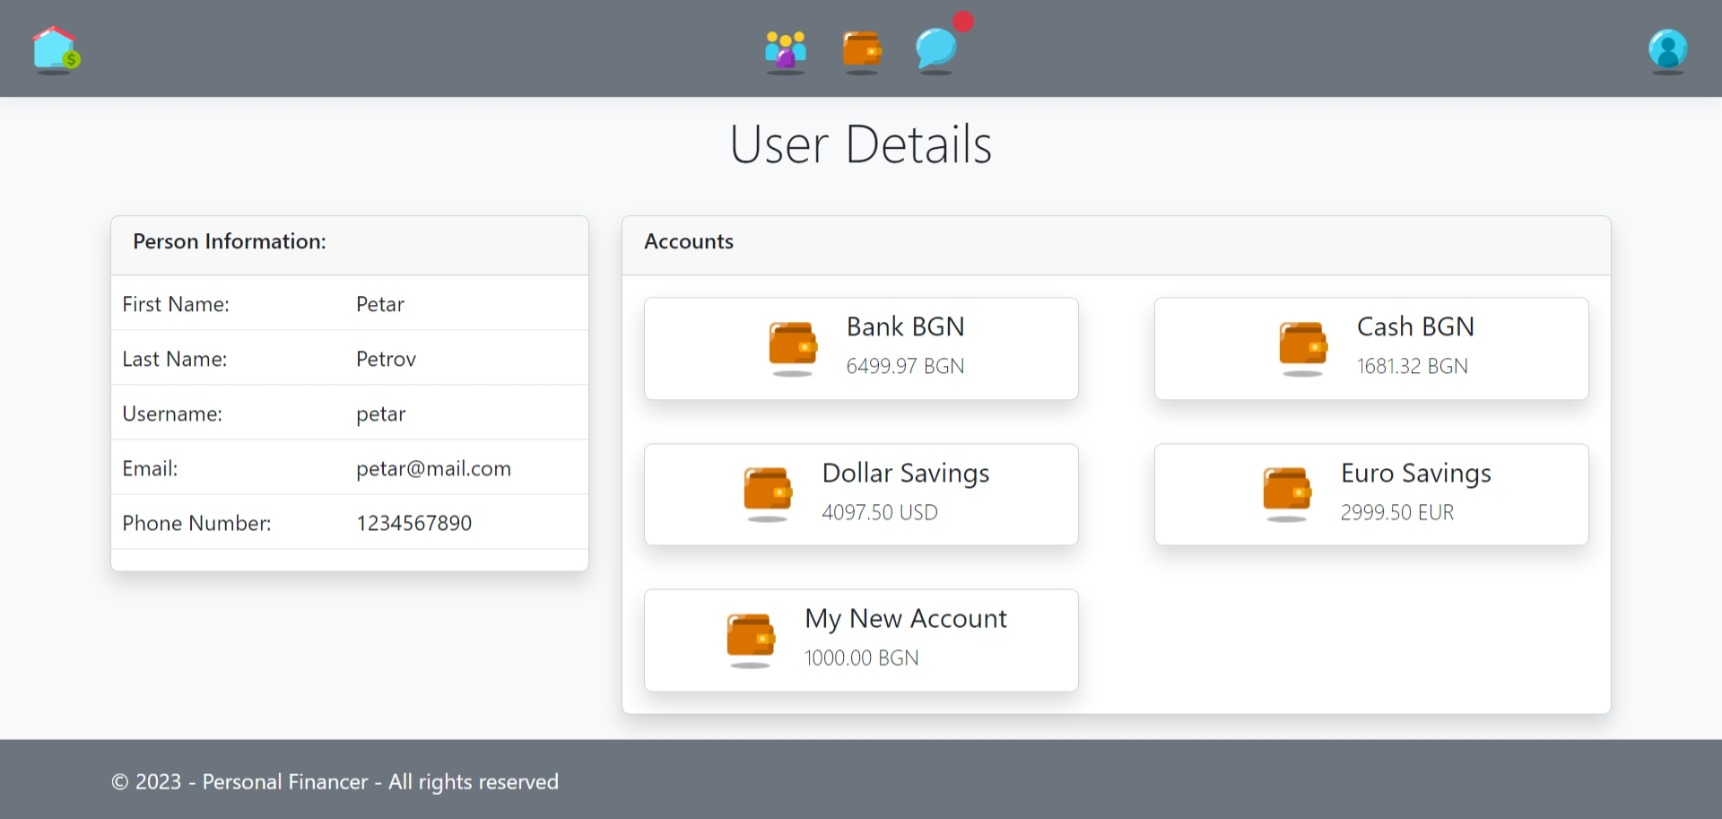 User Details
Person Information:
First Name: Petar
Last Name: Petrov
Username: petar
Email: petar@mail.com
Phone Number: 1234567890
Accounts
Bank BGN
6499.97 BGN
Cash BGN
1681.32 BGN
Dollar Savings
4097.50 USD
Euro Savings
2999.50 EUR
My New Account
1000.00 BGN
© 2023 - Personal Financer - All rights reserved